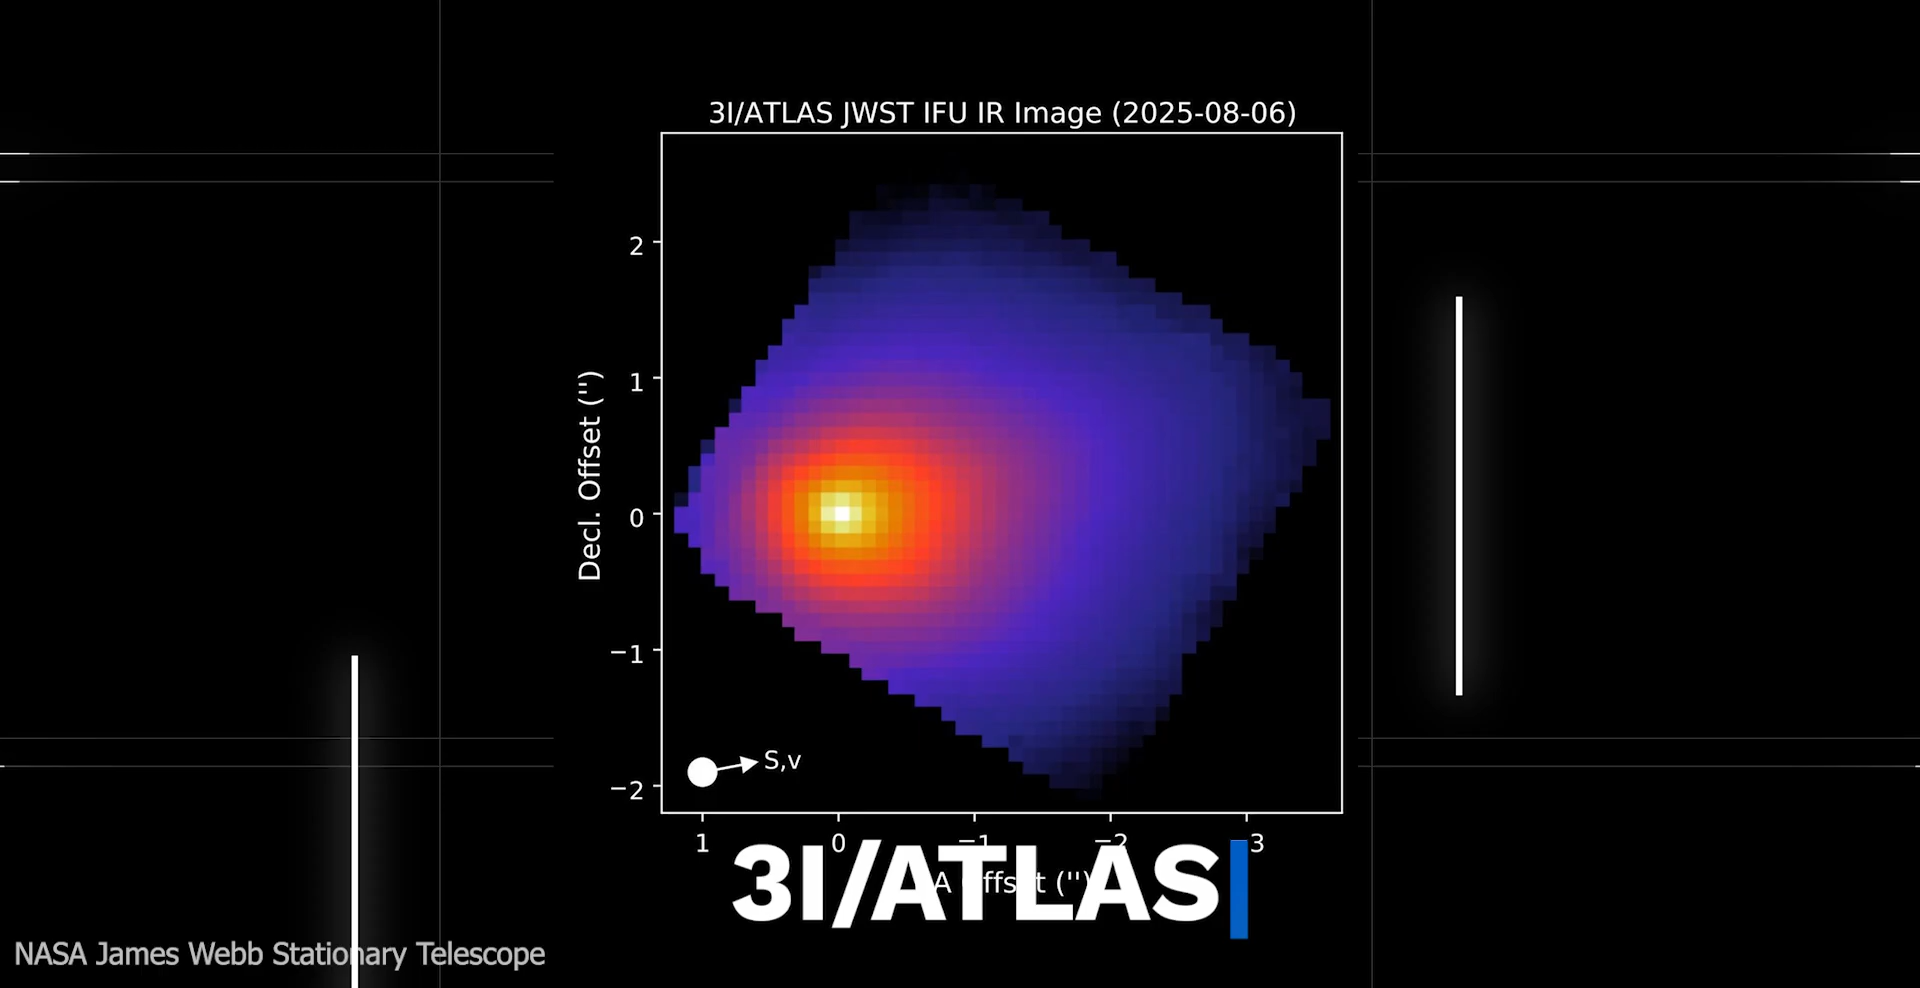 3I/ATLAS JWST IFU IR Image (2025-08-06)
2
1
0
−1
−2
Decl. Offset ('')
S,v
1 0 −1 −2 3
3I/ATLAS
('')
NASA James Webb Stationary Telescope